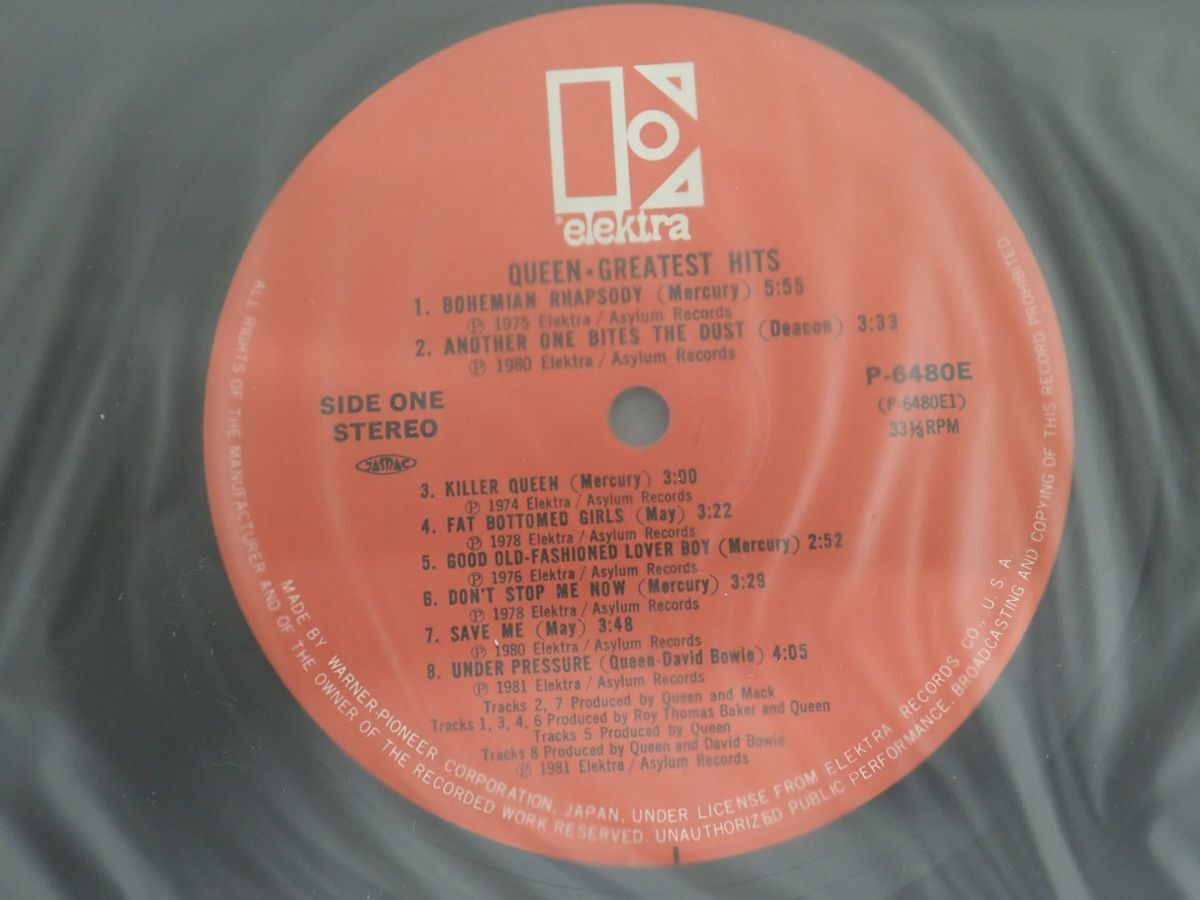 elektra
QUEEN·GREATEST HITS
1. BOHEMIAN RHAPSODY (Mercury) 5:55
Ⓟ 1975 Elektra / Asylum Records
2. ANOTHER ONE BITES THE DUST (Deacon) 3:33
Ⓟ 1980 Elektra / Asylum Records
SIDE ONE
STEREO
JASRAC
P-6480E
(P-6480E1)
33⅓ RPM
3. KILLER QUEEN (Mercury) 3:00
Ⓟ 1974 Elektra / Asylum Records
4. FAT BOTTOMED GIRLS (May) 3:22
Ⓟ 1978 Elektra / Asylum Records
5. GOOD OLD-FASHIONED LOVER BOY (Mercury) 2:52
Ⓟ 1976 Elektra / Asylum Records
6. DON'T STOP ME NOW (Mercury) 3:29
Ⓟ 1978 Elektra / Asylum Records
7. SAVE ME (May) 3:48
Ⓟ 1980 Elektra / Asylum Records
8. UNDER PRESSURE (Queen-David Bowie) 4:05
Ⓟ 1981 Elektra / Asylum Records
Tracks 2, 7 Produced by Queen and Mack
Tracks 1, 3, 4, 6 Produced by Roy Thomas Baker and Queen
Tracks 5 Produced by Queen
Tracks 8 Produced by Queen and David Bowie
Ⓟ 1981 Elektra / Asylum Records
MADE BY WARNER-PIONEER CORPORATION, JAPAN, UNDER LICENSE FROM ELEKTRA RECORDS CO., U. S. A.
ALL RIGHTS OF THE MANUFACTURER AND OF THE OWNER OF THE RECORDED WORK RESERVED. UNAUTHORIZED PUBLIC PERFORMANCE, BROADCASTING AND COPYING OF THIS RECORD PROHIBITED